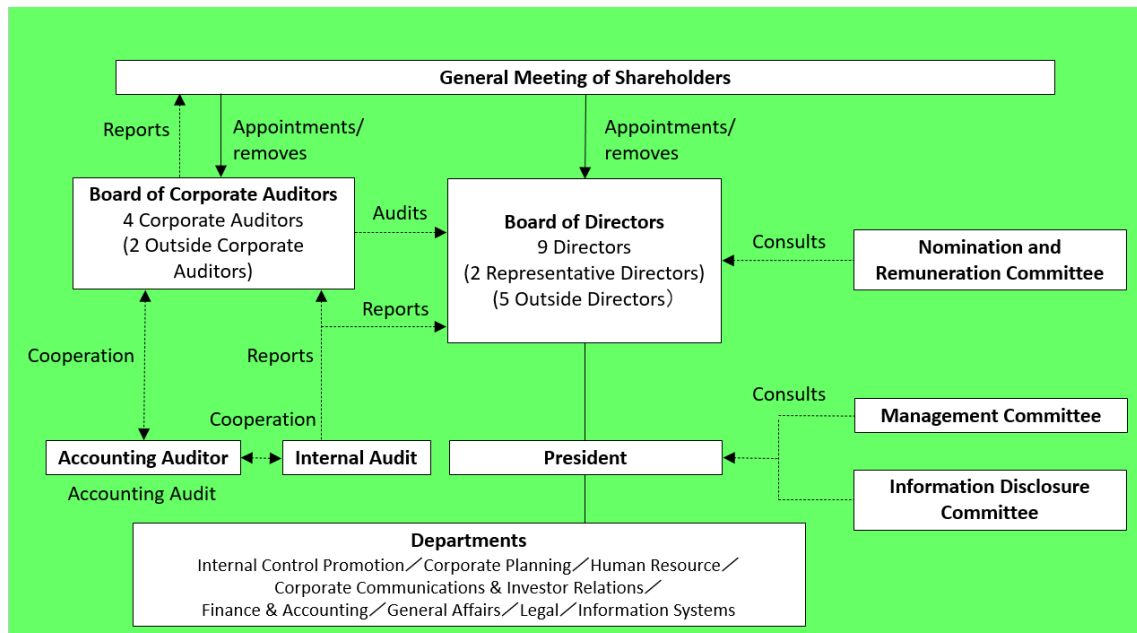 General Meeting of Shareholders
Reports
Appointments/
removes
Appointments/
removes
Board of Corporate Auditors
4 Corporate Auditors
(2 Outside Corporate
Auditors)
Audits
Board of Directors
9 Directors
(2 Representative Directors)
(5 Outside Directors）
Consults
Nomination and
Remuneration Committee
Reports
Cooperation
Reports
Consults
Cooperation
Management Committee
Accounting Auditor
Internal Audit
President
Accounting Audit
Information Disclosure
Committee
Departments
Internal Control Promotion／Corporate Planning／Human Resource／
Corporate Communications & Investor Relations／
Finance & Accounting／General Affairs／Legal／Information Systems